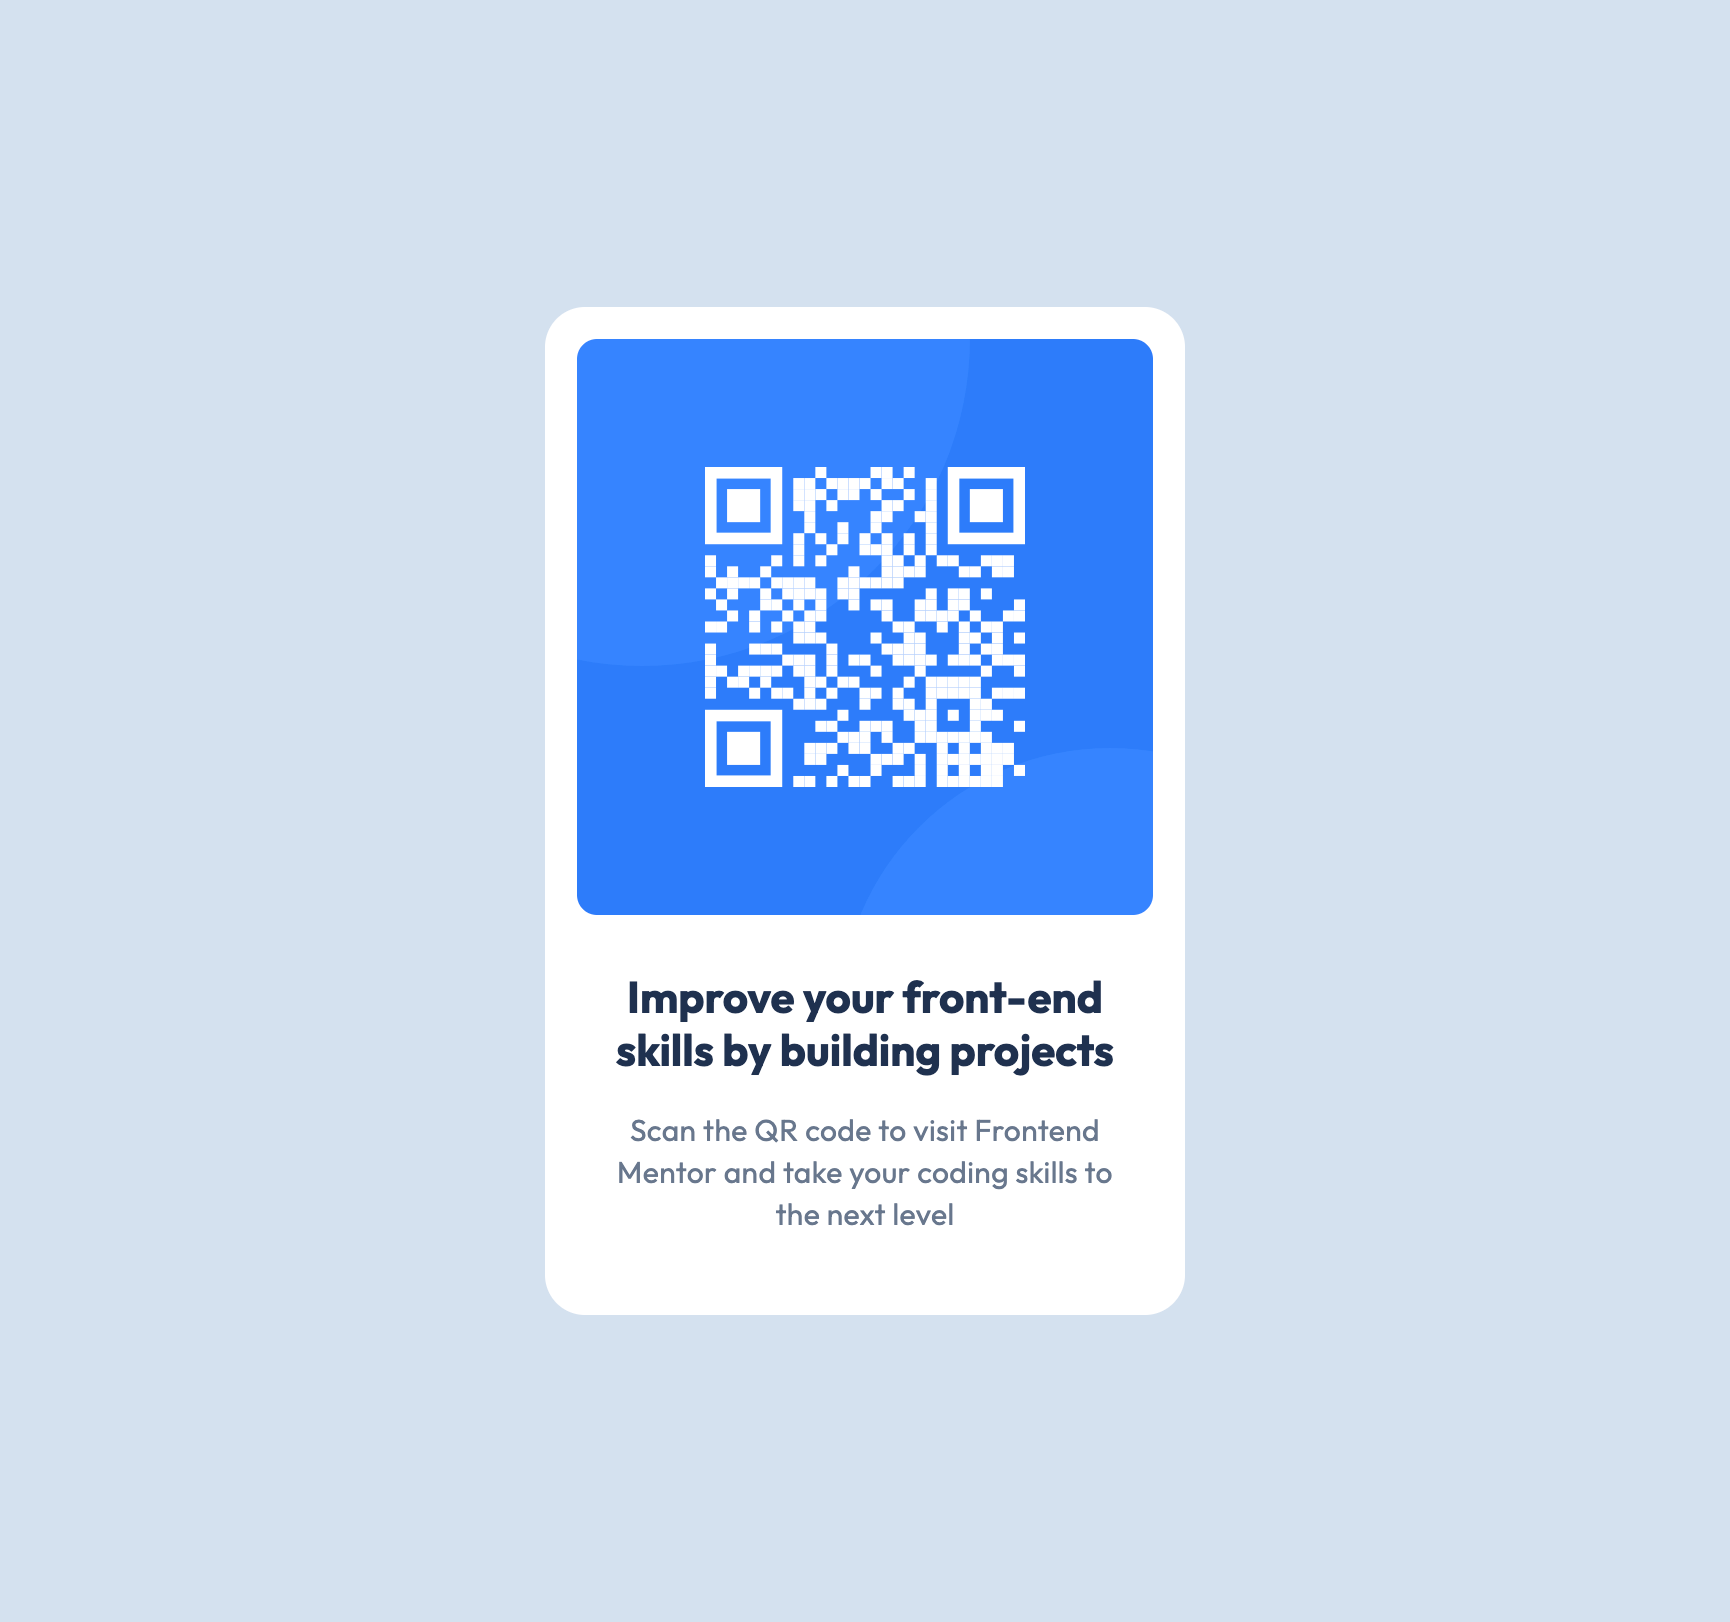 Improve your front-end
skills by building projects
Scan the QR code to visit Frontend
Mentor and take your coding skills to
the next level